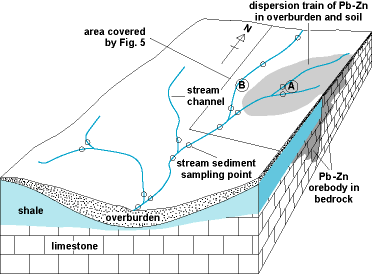 dispersion train of Pb-Zn
in overburden and soil
area covered
by Fig. 5
N
B
A
stream
channel
stream sediment
sampling point
Pb-Zn
orebody in
bedrock
shale
overburden
limestone